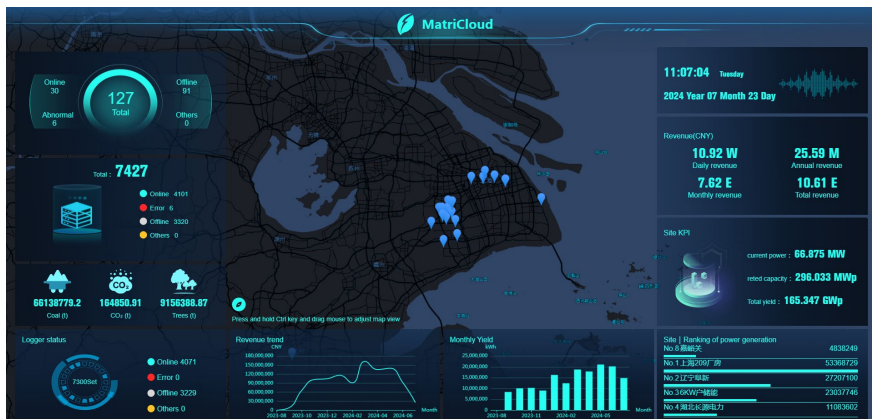 MatriCloud
Online
30
Offline
91
127
Total
Abnormal
6
Others
0
Total : 7427
Online 4101
Error 6
Offline 3320
Others 0
66138779.2
Coal (t)
164850.91
CO₂ (t)
9156388.87
Trees (t)
Press and hold Ctrl key and drag mouse to adjust map view
11:07:04 Tuesday
2024 Year 07 Month 23 Day
Revenue(CNY)
10.92 W
Daily revenue
25.59 M
Annual revenue
7.62 E
Monthly revenue
10.61 E
Total revenue
Site KPI
current power : 66.875 MW
reted capacity : 296.033 MWp
Total yield : 165.347 GWp
Logger status
7300Set
Online 4071
Error 0
Offline 3229
Others 0
Revenue trend
CNY
180,000,000
150,000,000
120,000,000
90,000,000
60,000,000
30,000,000
0
2023-08 2023-10 2023-12 2024-02 2024-04 2024-06
Month
Monthly Yield
kWh
25,000,000
20,000,000
15,000,000
10,000,000
5,000,000
0
2023-08 2023-11 2024-02 2024-05
Month
Site | Ranking of power generation
No.8 嘉峪关 4838249
No.1 上海209厂房 53368729
No.2 辽宁阜新 27207100
No.3 6KW户储能 23037746
No.4 湖北长源电力 11083602